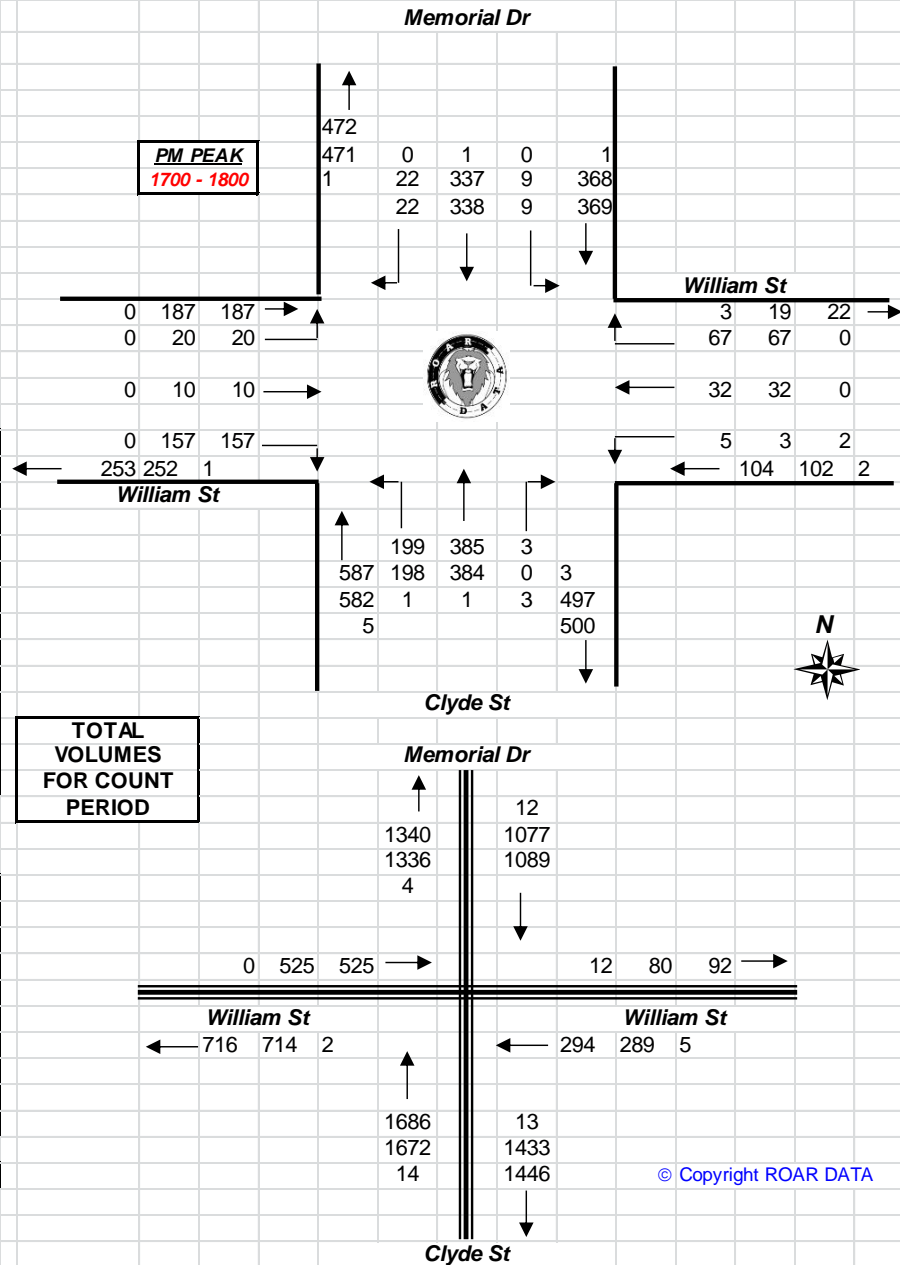 Memorial Dr
472
PM PEAK 471 0 1 0 1
1700 - 1800 1 22 337 9 368
22 338 9 369
William St
0 187 187 3 19 22
0 20 20 67 67 0
ROAR DATA
0 10 10 32 32 0
0 157 157 5 3 2
253 252 1 104 102 2
William St
199 385 3
587 198 384 0 3
582 1 1 3 497
5 500
N
Clyde St
TOTAL
VOLUMES
FOR COUNT
PERIOD
Memorial Dr
12
1340 1077
1336 1089
4
0 525 525 12 80 92
William St William St
716 714 2 294 289 5
1686 13
1672 1433
14 1446
© Copyright ROAR DATA
Clyde St